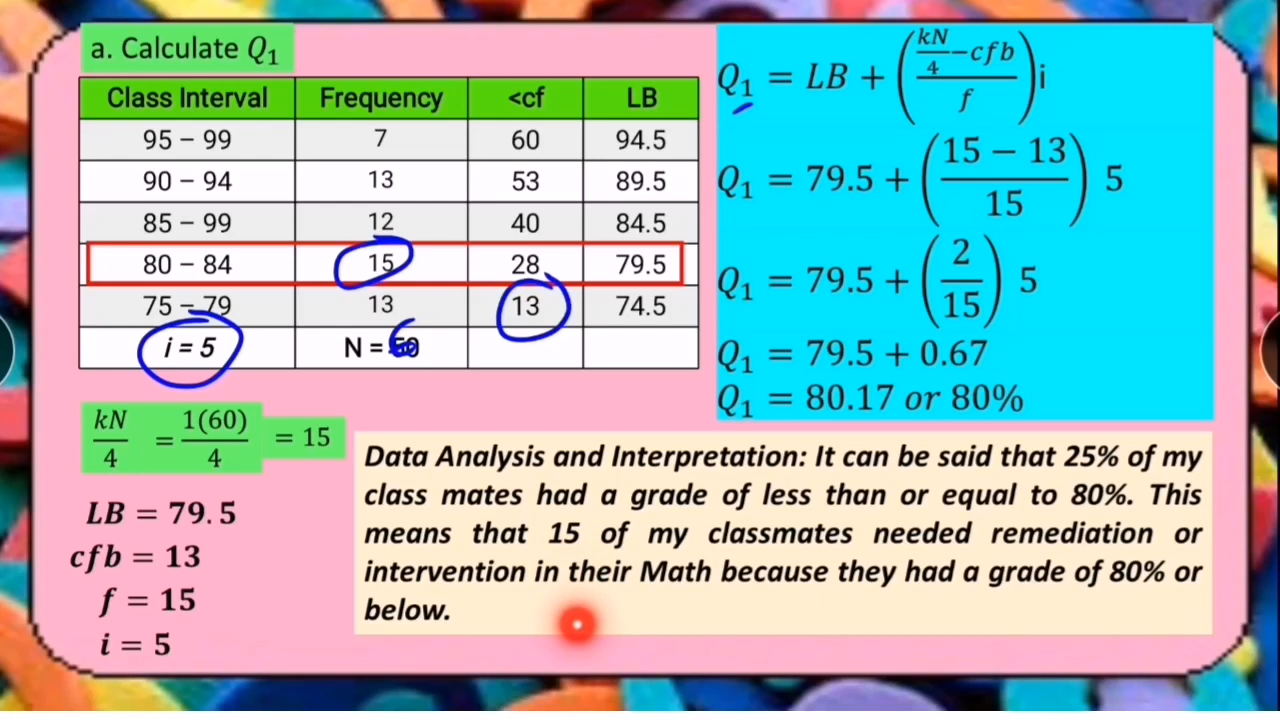 a. Calculate Q₁
Class Interval Frequency <cf LB
95 – 99 7 60 94.5
90 – 94 13 53 89.5
85 – 99 12 40 84.5
80 – 84 15 28 79.5
75 – 79 13 13 74.5
i = 5 N =
kN/4 = 1(60)/4 = 15
LB = 79.5
cfb = 13
f = 15
i = 5
Q₁ = LB + ((kN/4 − cfb)/f) i
Q₁ = 79.5 + ((15 − 13)/15) 5
Q₁ = 79.5 + (2/15) 5
Q₁ = 79.5 + 0.67
Q₁ = 80.17 or 80%
Data Analysis and Interpretation: It can be said that 25% of my
class mates had a grade of less than or equal to 80%. This
means that 15 of my classmates needed remediation or
intervention in their Math because they had a grade of 80% or
below.